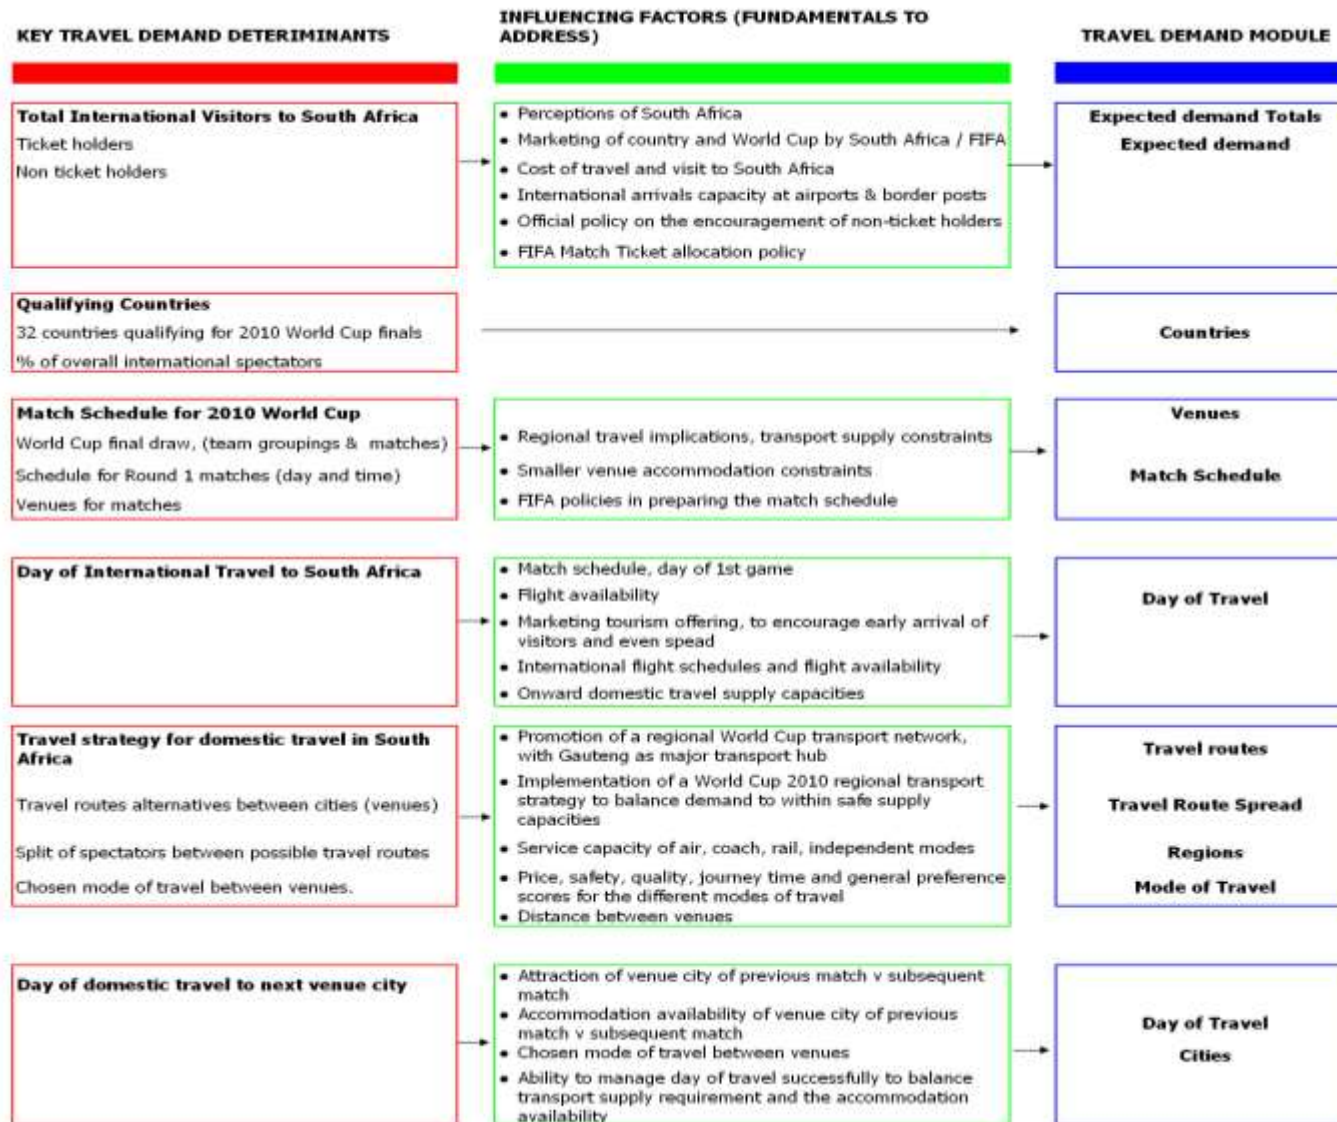 KEY TRAVEL DEMAND DETERIMINANTS
INFLUENCING FACTORS (FUNDAMENTALS TO
ADDRESS)
TRAVEL DEMAND MODULE
Total International Visitors to South Africa
Ticket holders
Non ticket holders
• Perceptions of South Africa
• Marketing of country and World Cup by South Africa / FIFA
• Cost of travel and visit to South Africa
• International arrivals capacity at airports & border posts
• Official policy on the encouragement of non-ticket holders
• FIFA Match Ticket allocation policy
Expected demand Totals
Expected demand
Qualifying Countries
32 countries qualifying for 2010 World Cup finals
% of overall international spectators
Countries
Match Schedule for 2010 World Cup
World Cup final draw, (team groupings & matches)
Schedule for Round 1 matches (day and time)
Venues for matches
• Regional travel implications, transport supply constraints
• Smaller venue accommodation constraints
• FIFA policies in preparing the match schedule
Venues
Match Schedule
Day of International Travel to South Africa
• Match schedule, day of 1st game
• Flight availability
• Marketing tourism offering, to encourage early arrival of
visitors and even spead
• International flight schedules and flight availability
• Onward domestic travel supply capacities
Day of Travel
Travel strategy for domestic travel in South
Africa
Travel routes alternatives between cities (venues)
Split of spectators between possible travel routes
Chosen mode of travel between venues.
• Promotion of a regional World Cup transport network,
with Gauteng as major transport hub
• Implementation of a World Cup 2010 regional transport
strategy to balance demand to within safe supply
capacities
• Service capacity of air, coach, rail, independent modes
• Price, safety, quality, journey time and general preference
scores for the different modes of travel
• Distance between venues
Travel routes
Travel Route Spread
Regions
Mode of Travel
Day of domestic travel to next venue city
• Attraction of venue city of previous match v subsequent
match
• Accommodation availability of venue city of previous
match v subsequent match
• Chosen mode of travel between venues
• Ability to manage day of travel successfully to balance
transport supply requirement and the accommodation
availability
Day of Travel
Cities